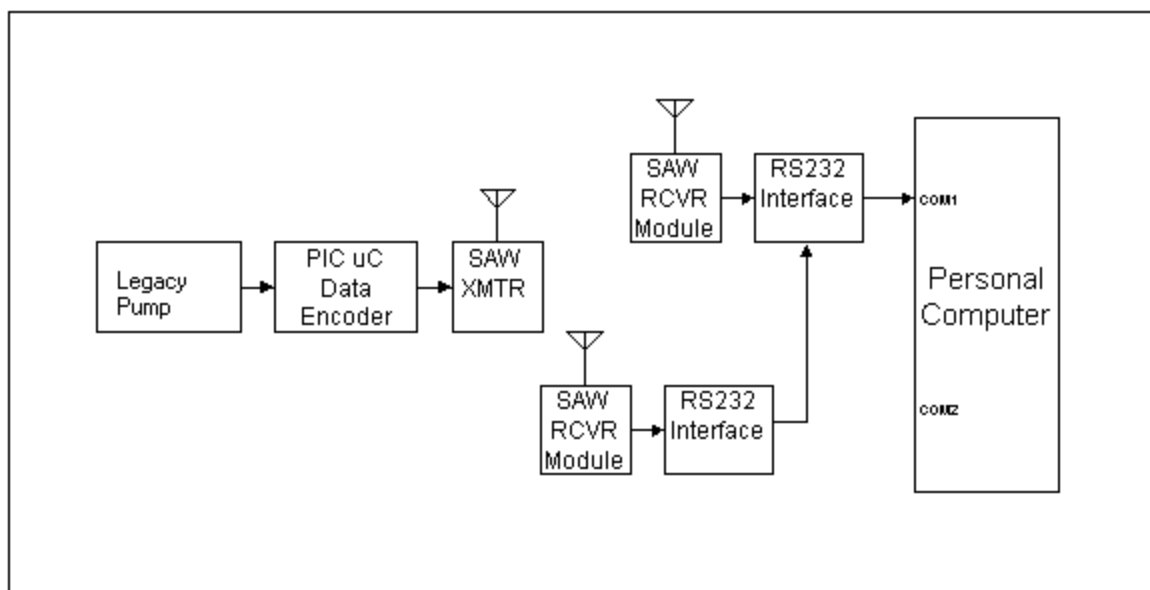 SAW
RCVR
Module
RS232
Interface
COM1
Personal
Computer
COM2
Legacy
Pump
PIC uC
Data
Encoder
SAW
XMTR
SAW
RCVR
Module
RS232
Interface